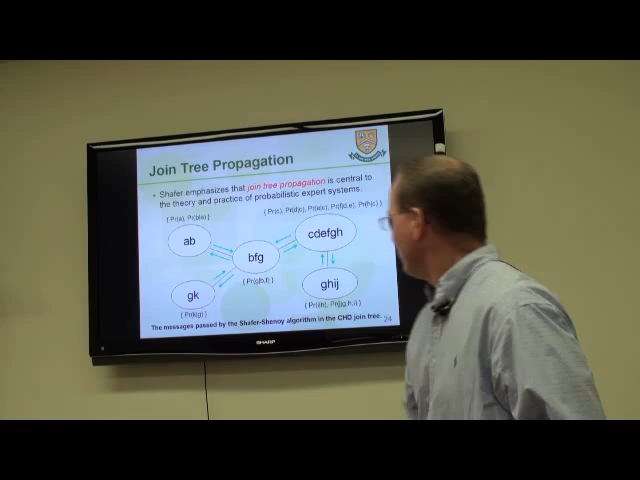 Join Tree Propagation
• Shafer emphasizes that join tree propagation is central to
the theory and practice of probabilistic expert systems.
{ Pr(a), Pr(b|a) }
{ Pr(c), Pr(d|c), Pr(e|c), Pr(f|d,e), Pr(h|c) }
ab
cdefgh
bfg
{ Pr(g|b,f) }
gk
ghij
{ Pr(k|g) }
{ Pr(i|h), Pr(j|g,h,i) }
The messages passed by the Shafer-Shenoy algorithm in the CHD join tree.
24
SHARP